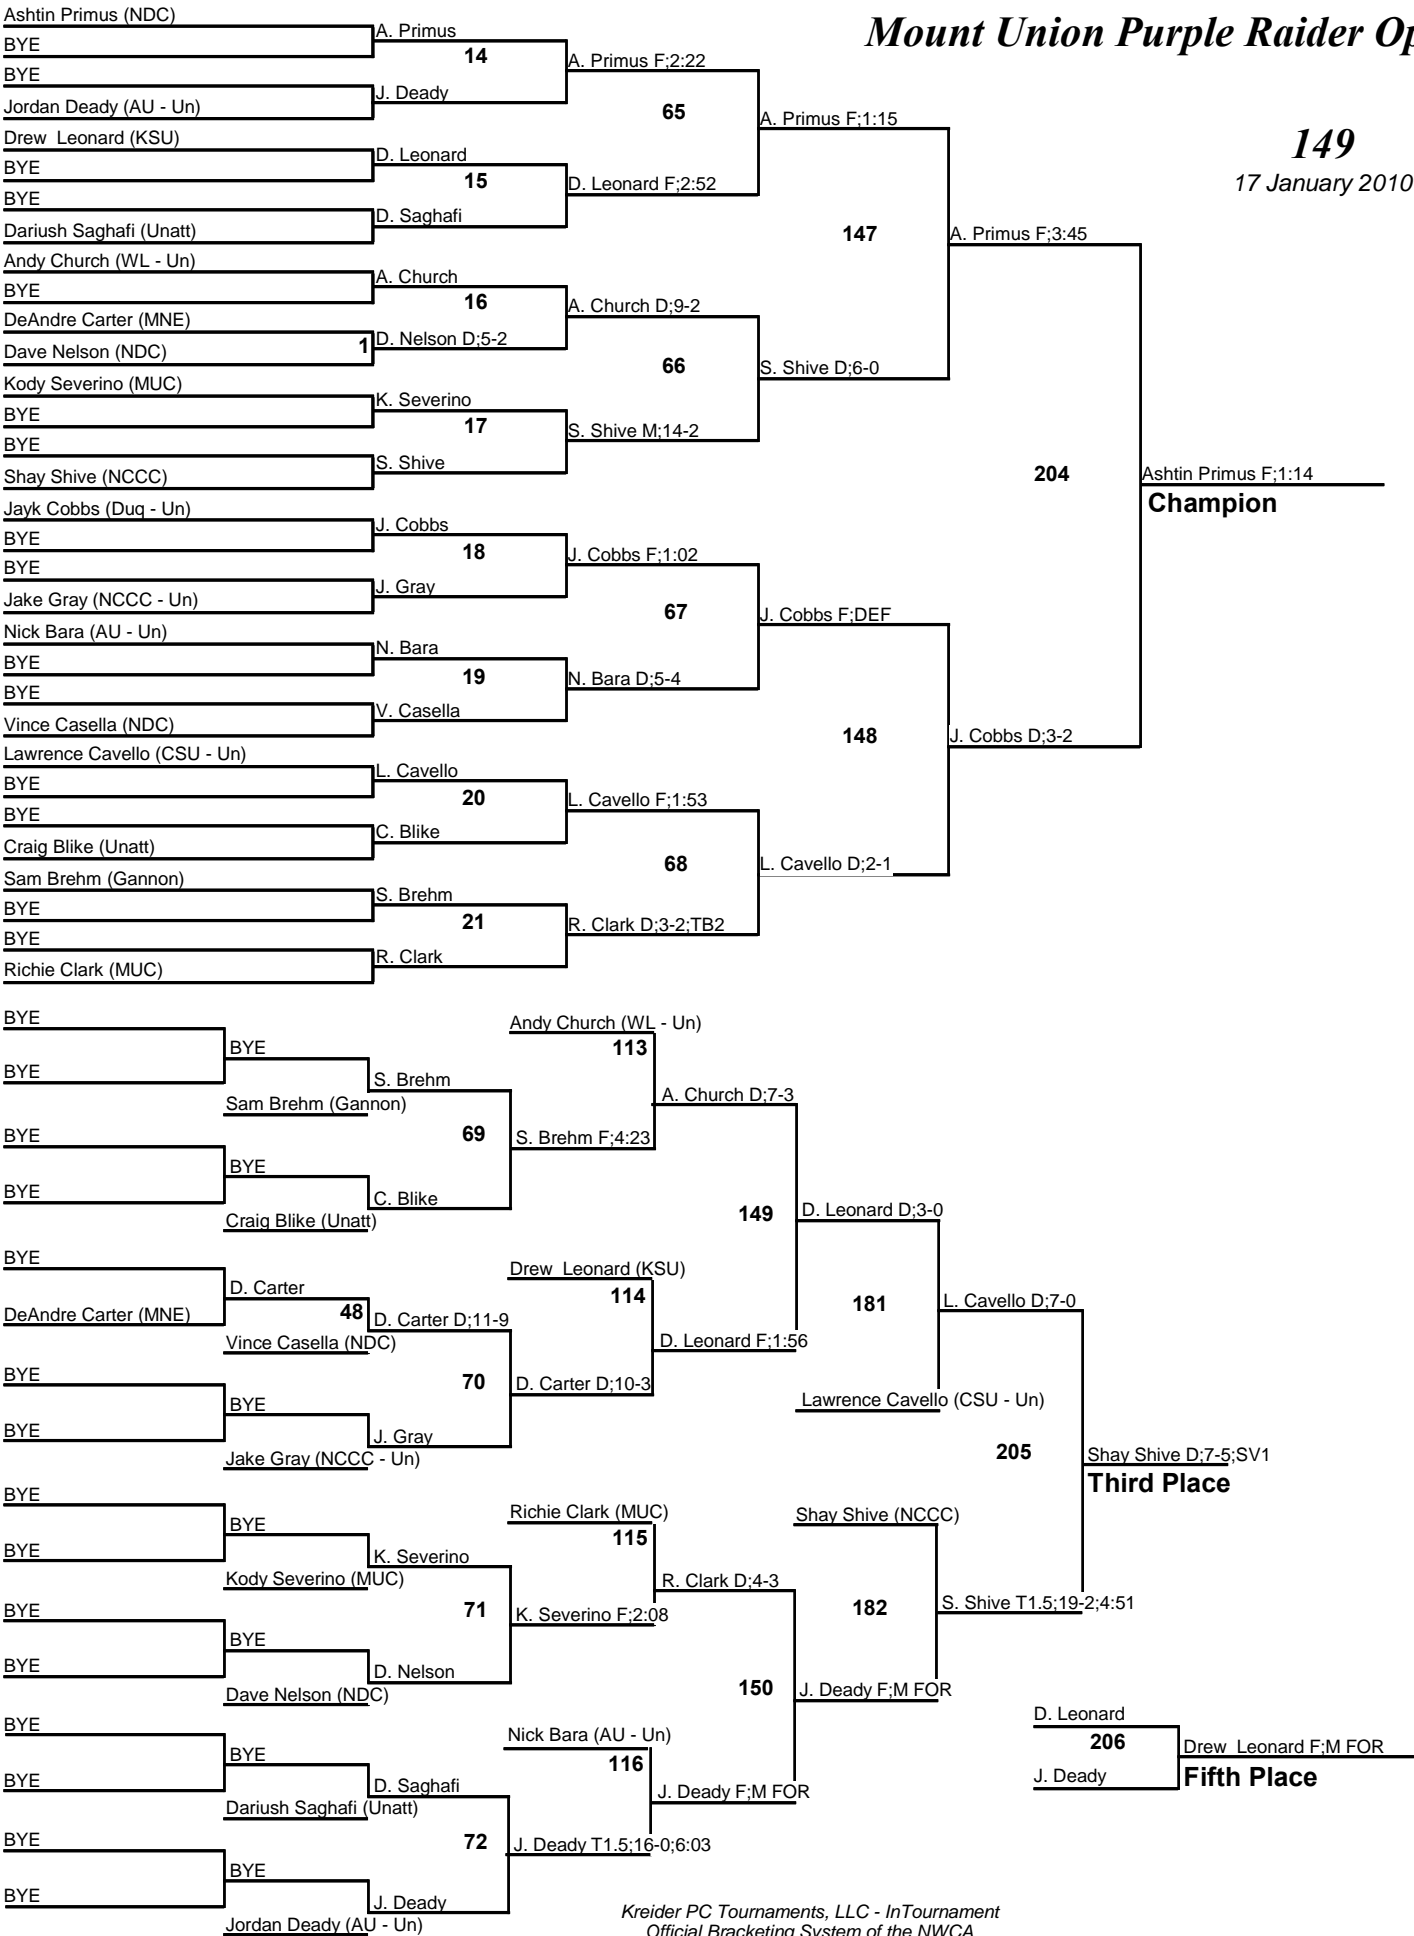 Mount Union Purple Raider Op
149
17 January 2010
Ashtin Primus (NDC)
BYE
A. Primus
14
BYE
Jordan Deady (AU - Un)
J. Deady
A. Primus F;2:22
65
Drew  Leonard (KSU)
BYE
D. Leonard
15
BYE
Dariush Saghafi (Unatt)
D. Saghafi
D. Leonard F;2:52
A. Primus F;1:15
147
Andy Church (WL - Un)
BYE
A. Church
16
DeAndre Carter (MNE)
Dave Nelson (NDC)
1
D. Nelson D;5-2
A. Church D;9-2
66
Kody Severino (MUC)
BYE
K. Severino
17
BYE
Shay Shive (NCCC)
S. Shive
S. Shive M;14-2
S. Shive D;6-0
A. Primus F;3:45
204
Jayk Cobbs (Duq - Un)
BYE
J. Cobbs
18
BYE
Jake Gray (NCCC - Un)
J. Gray
J. Cobbs F;1:02
67
Nick Bara (AU - Un)
BYE
N. Bara
19
BYE
Vince Casella (NDC)
V. Casella
N. Bara D;5-4
J. Cobbs F;DEF
148
Lawrence Cavello (CSU - Un)
BYE
L. Cavello
20
BYE
Craig Blike (Unatt)
C. Blike
L. Cavello F;1:53
68
Sam Brehm (Gannon)
BYE
S. Brehm
21
BYE
Richie Clark (MUC)
R. Clark
R. Clark D;3-2;TB2
L. Cavello D;2-1
J. Cobbs D;3-2
Ashtin Primus F;1:14
Champion
BYE
BYE
BYE
Sam Brehm (Gannon)
S. Brehm
69
BYE
BYE
BYE
Craig Blike (Unatt)
C. Blike
S. Brehm F;4:23
Andy Church (WL - Un)
113
A. Church D;7-3
149
BYE
DeAndre Carter (MNE)
D. Carter
48
Vince Casella (NDC)
D. Carter D;11-9
70
BYE
BYE
BYE
Jake Gray (NCCC - Un)
J. Gray
D. Carter D;10-3
Drew  Leonard (KSU)
114
D. Leonard F;1:56
D. Leonard D;3-0
181
Lawrence Cavello (CSU - Un)
L. Cavello D;7-0
205
BYE
BYE
BYE
Kody Severino (MUC)
K. Severino
71
BYE
BYE
BYE
Dave Nelson (NDC)
D. Nelson
K. Severino F;2:08
Richie Clark (MUC)
115
R. Clark D;4-3
150
BYE
BYE
BYE
Dariush Saghafi (Unatt)
D. Saghafi
72
BYE
BYE
BYE
Jordan Deady (AU - Un)
J. Deady
J. Deady T1.5;16-0;6:03
Nick Bara (AU - Un)
116
J. Deady F;M FOR
J. Deady F;M FOR
Shay Shive (NCCC)
182
S. Shive T1.5;19-2;4:51
Shay Shive D;7-5;SV1
Third Place
D. Leonard
206
J. Deady
Drew  Leonard F;M FOR
Fifth Place
Kreider PC Tournaments, LLC - InTournament
Official Bracketing System of the NWCA